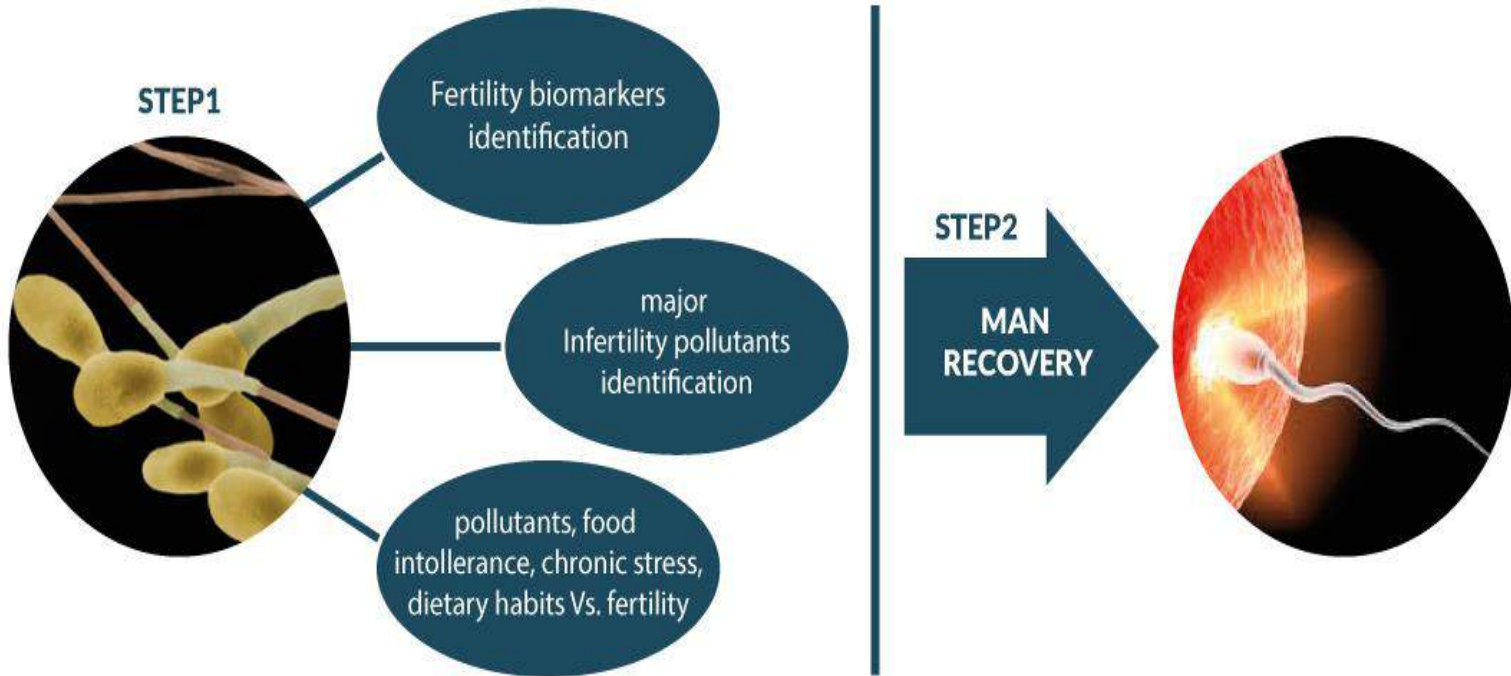 STEP1
Fertility biomarkers
identification
major
Infertility pollutants
identification
pollutants, food
intollerance, chronic stress,
dietary habits Vs. fertility
STEP2
MAN
RECOVERY